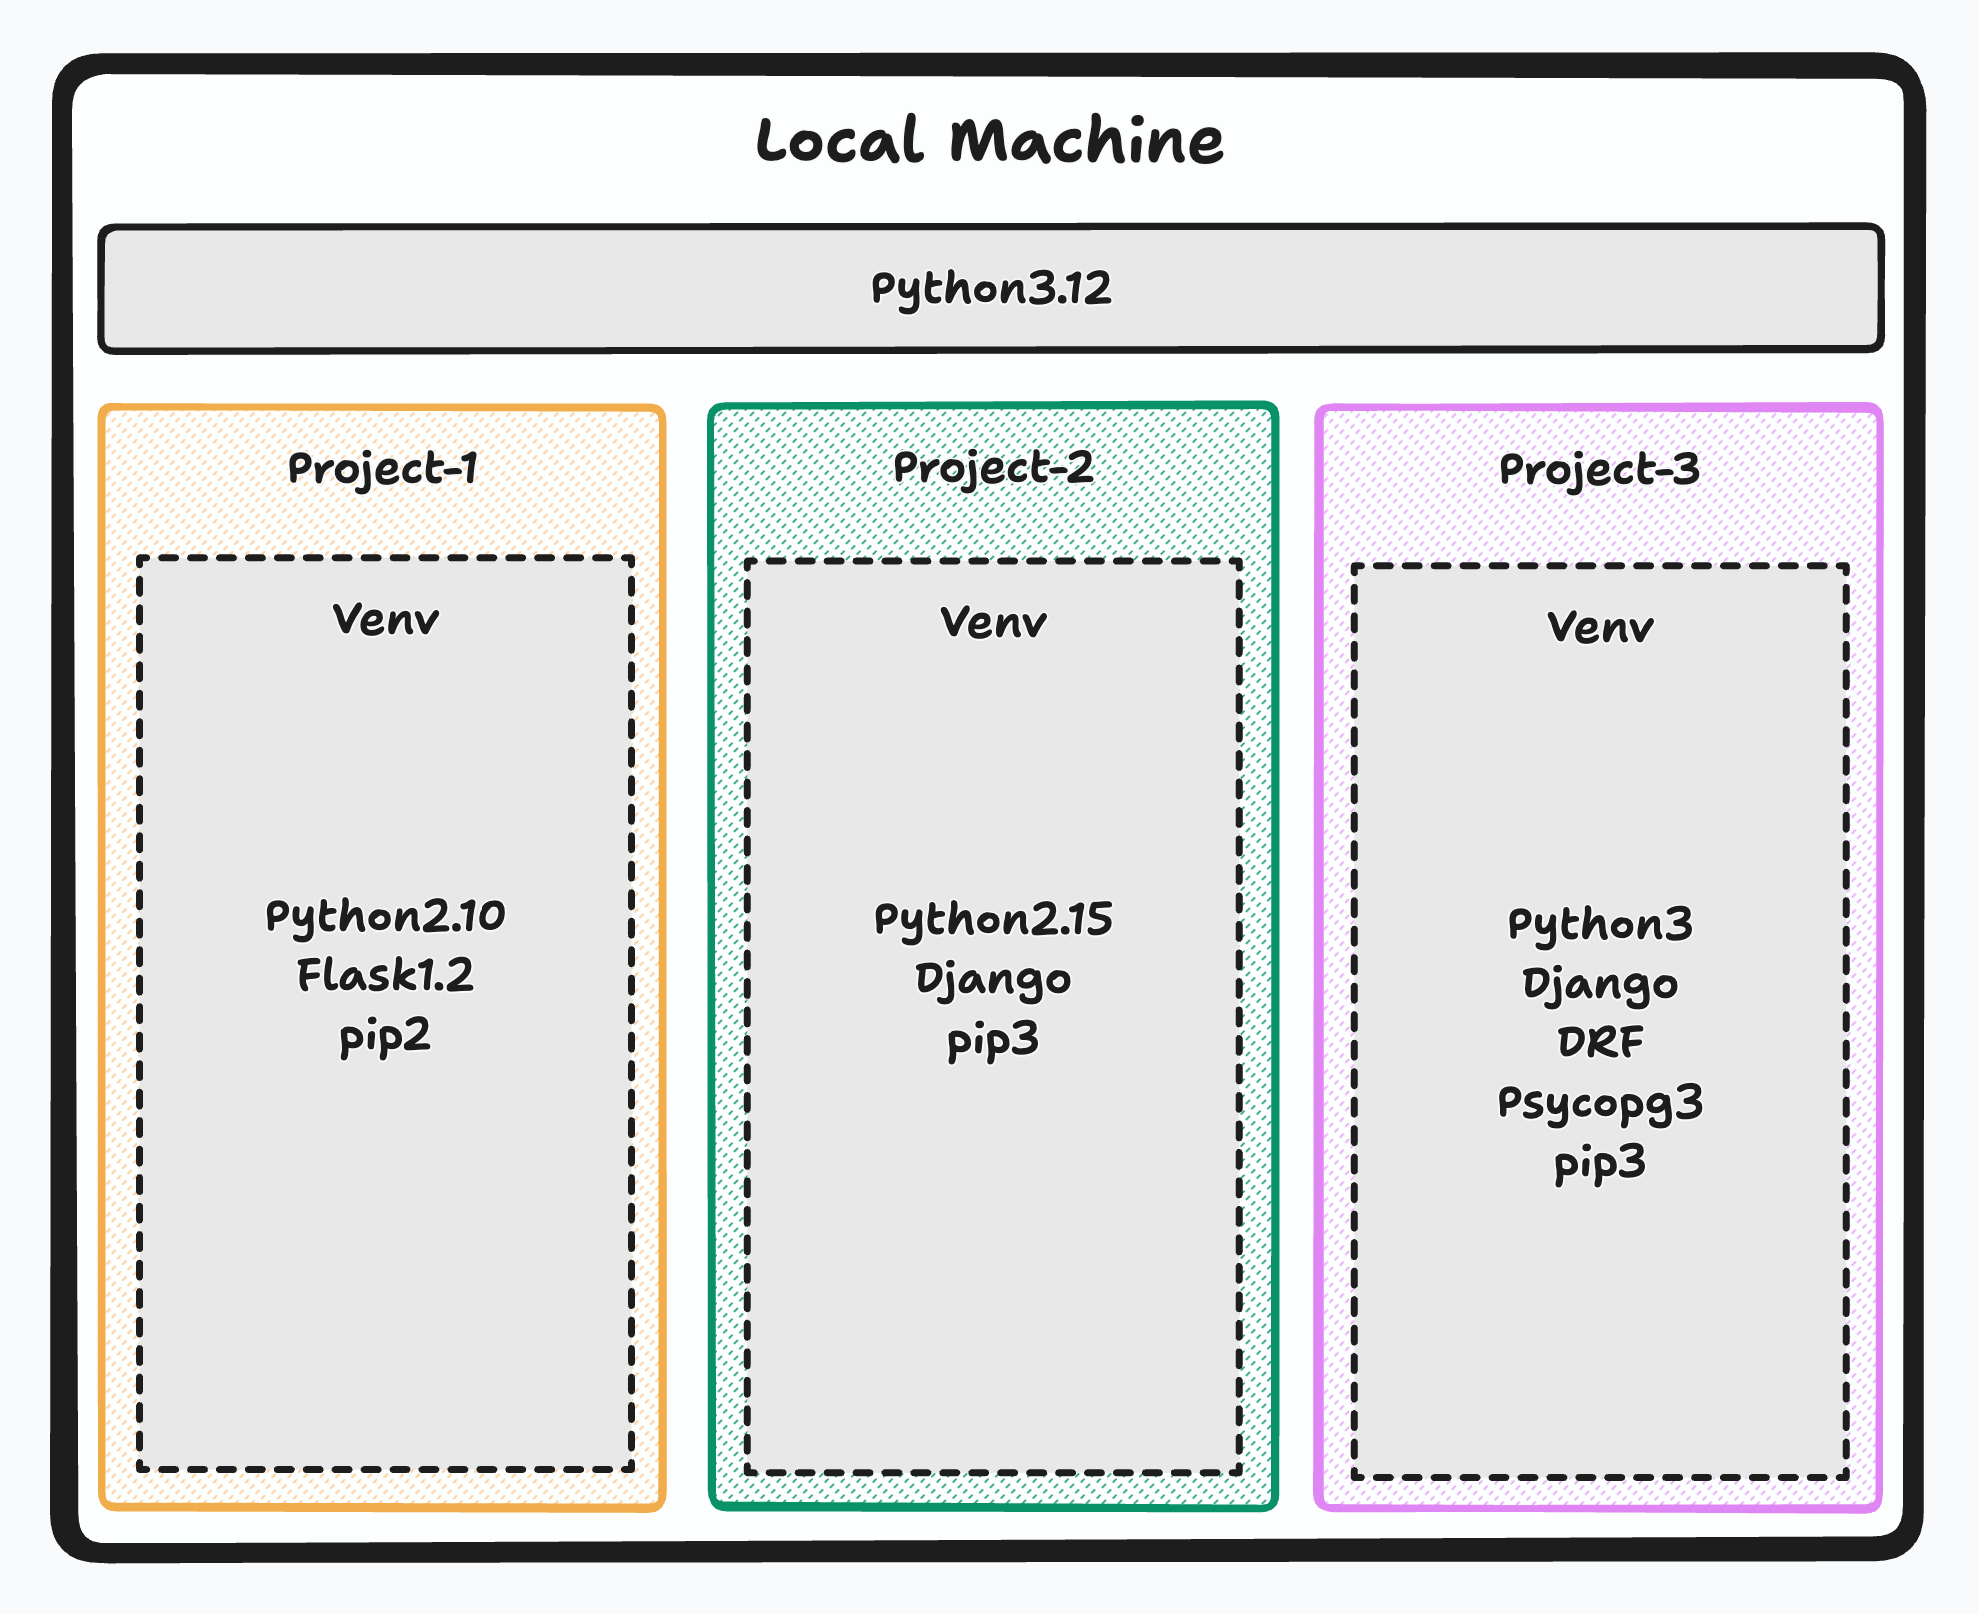 Local Machine
Python3.12
Project-1
Venv
Python2.10
Flask1.2
pip2
Project-2
Venv
Python2.15
Django
pip3
Project-3
Venv
Python3
Django
DRF
Psycopg3
pip3